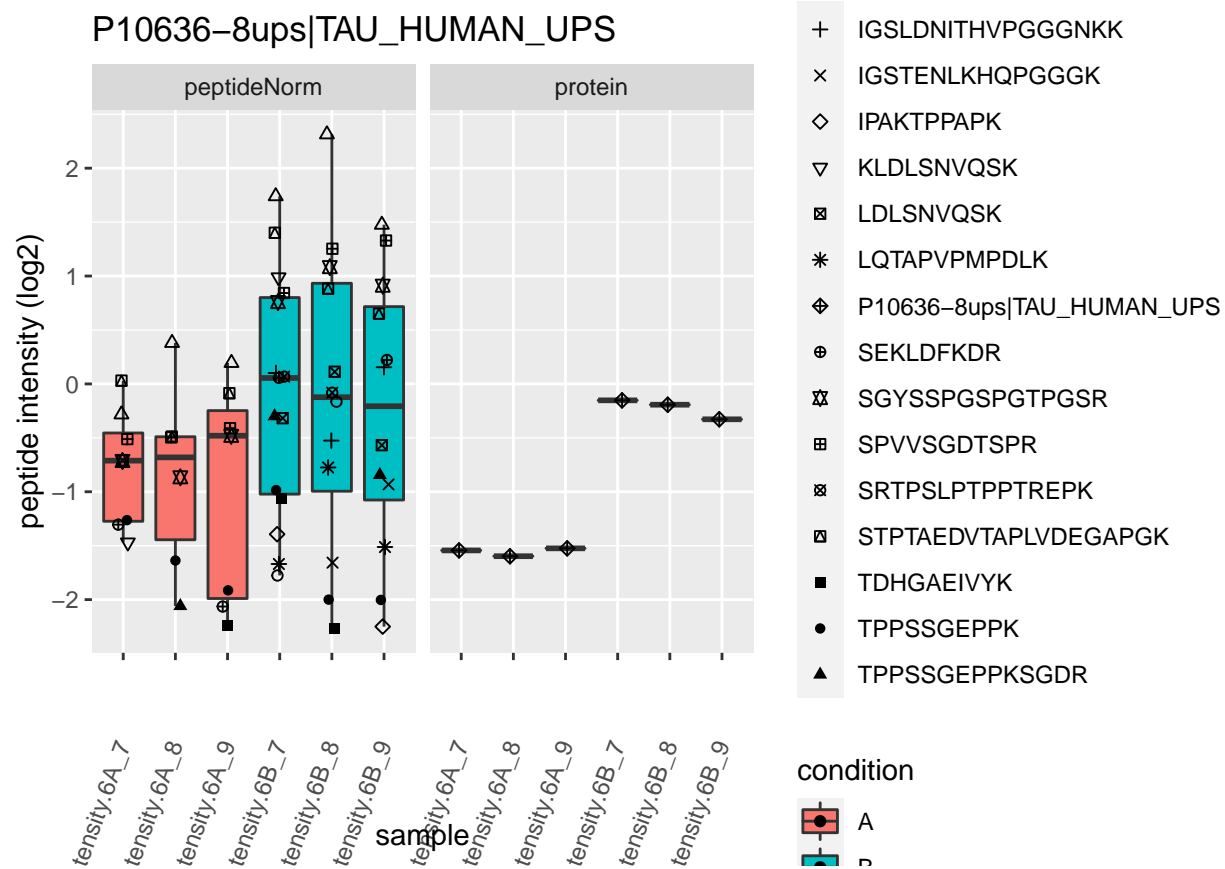 P10636−8ups|TAU_HUMAN_UPS
peptideNorm
protein
peptide intensity (log2)
2
1
0
−1
−2
tensity.6A_7
tensity.6A_8
tensity.6A_9
tensity.6B_7
tensity.6B_8
tensity.6B_9
tensity.6A_7
tensity.6A_8
tensity.6A_9
tensity.6B_7
tensity.6B_8
tensity.6B_9
sample
IGSLDNITHVPGGGNKK
IGSTENLKHQPGGGK
IPAKTPPAPK
KLDLSNVQSK
LDLSNVQSK
LQTAPVPMPDLK
P10636−8ups|TAU_HUMAN_UPS
SEKLDFKDR
SGYSSPGSPGTPGSR
SPVVSGDTSPR
SRTPSLPTPPTREPK
STPTAEDVTAPLVDEGAPGK
TDHGAEIVYK
TPPSSGEPPK
TPPSSGEPPKSGDR
condition
A